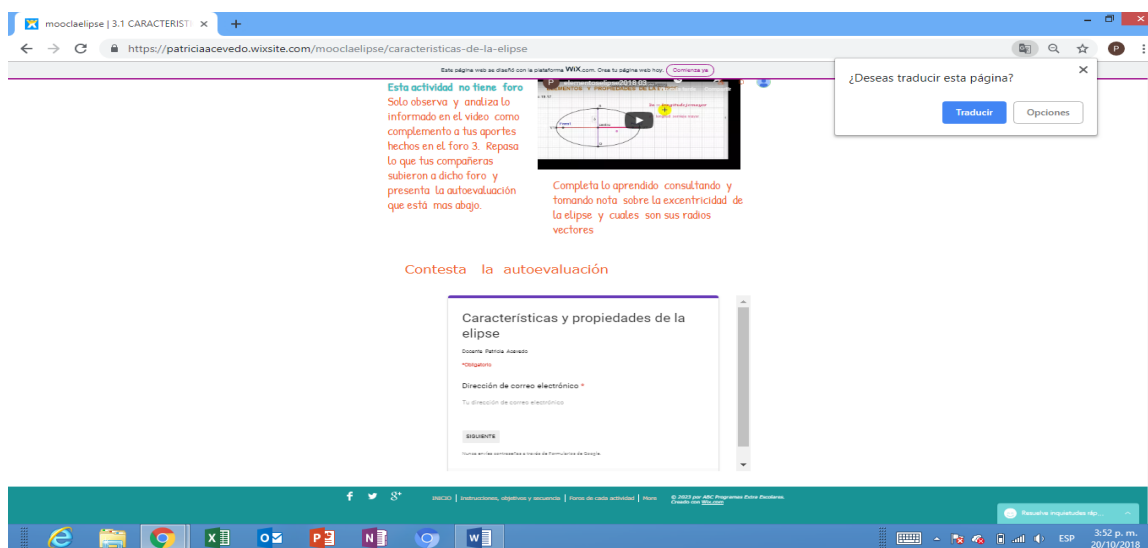 mooclaelipse | 3.1 CARACTERIST
https://patriciaacevedo.wixsite.com/mooclaelipse/caracteristicas-de-la-elipse
Esta página web se diseñó con la plataforma WIX.com. Crea tu página web hoy. Comienza ya
¿Deseas traducir esta página?
Traducir
Opciones
Esta actividad no tiene foro
Solo observa y analiza lo
informado en el video como
complemento a tus aportes
hechos en el foro 3. Repasa
lo que tus compañeras
subieron a dicho foro y
presenta la autoevaluación
que está mas abajo.
Completa lo aprendido consultando y
tomando nota sobre la excentricidad de
la elipse y cuales son sus radios
vectores
Contesta la autoevaluación
Características y propiedades de la
elipse
Docente Patricia Acevedo
*Obligatorio
Dirección de correo electrónico *
Tu dirección de correo electrónico
SIGUIENTE
Nunca envíes contraseñas a través de Formularios de Google.
INICIO | Instrucciones, objetivos y secuencia | Foros de cada actividad | More
© 2023 por ABC Programas Extra Escolares.
Creado con Wix.com
Resuelve inquietudes ráp...
ESP
3:52 p. m.
20/10/2018